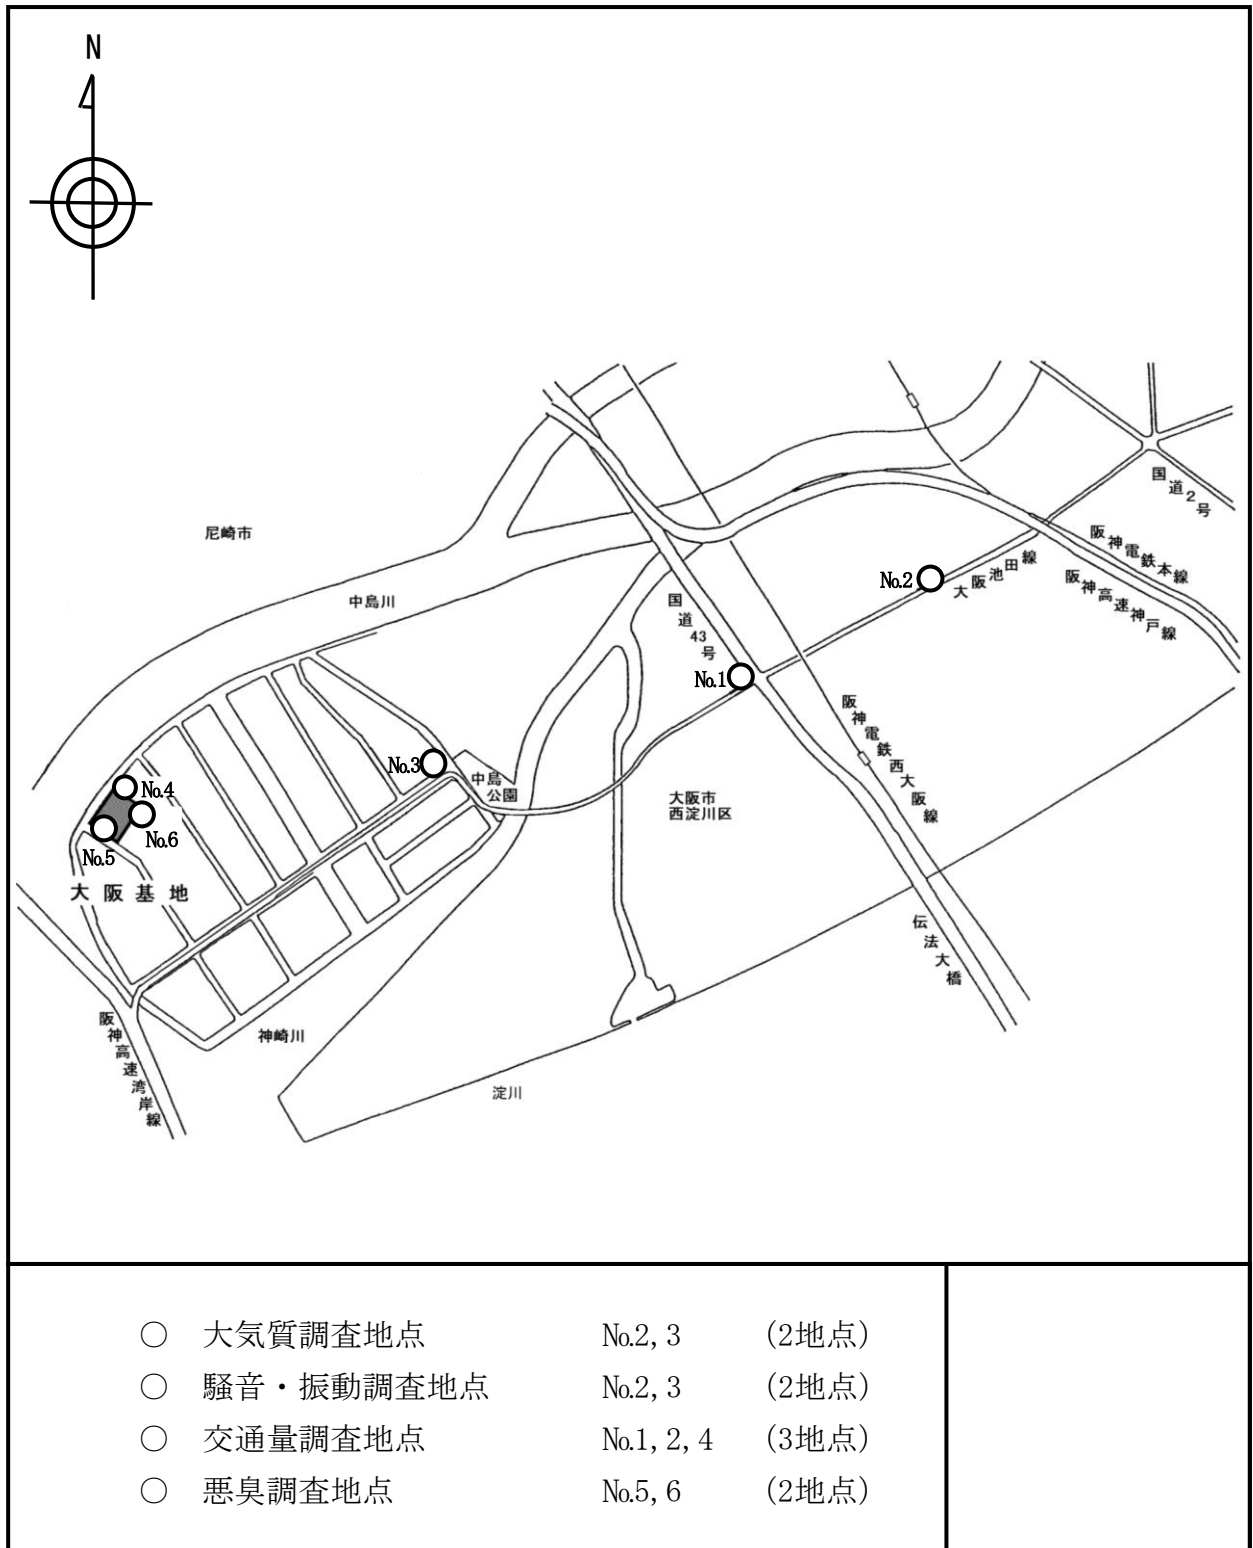 N
尼崎市
中島川
国道2号
阪神電鉄本線
阪神高速神戸線
大阪池田線
No.2
国道43号
No.1
阪神電鉄西大阪線
No.3
中島
公園
大阪市
西淀川区
No.4
No.6
No.5
大阪基地
伝法大橋
阪神高速湾岸線
神崎川
淀川
○ 大気質調査地点 No.2, 3 (2地点)
○ 騒音・振動調査地点 No.2, 3 (2地点)
○ 交通量調査地点 No.1, 2, 4 (3地点)
○ 悪臭調査地点 No.5, 6 (2地点)